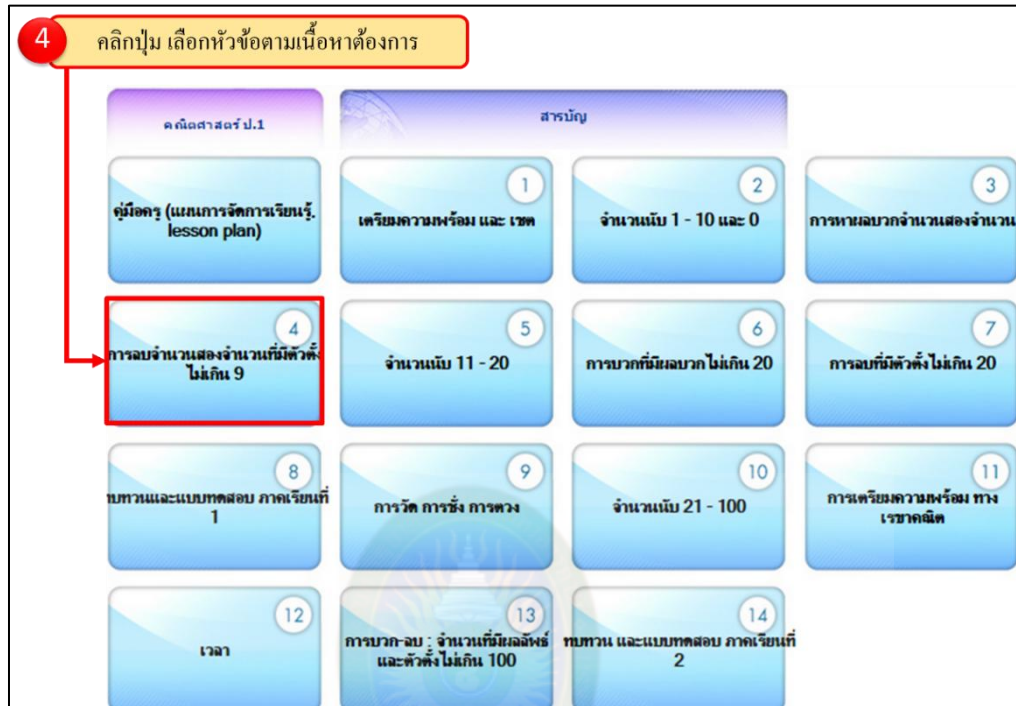 4 คลิกปุ่ม เลือกหัวข้อตามเนื้อหาต้องการ
คณิตศาสตร์ ป.1
สารบัญ
คู่มือครู (แผนการจัดการเรียนรู้,
lesson plan)
1
เตรียมความพร้อม และ เซต
2
จำนวนนับ 1 - 10 และ 0
3
การหาผลบวกจำนวนสองจำนวน
4
การลบจำนวนสองจำนวนที่มีตัวตั้ง
ไม่เกิน 9
5
จำนวนนับ 11 - 20
6
การบวกที่มีผลบวกไม่เกิน 20
7
การลบที่มีตัวตั้งไม่เกิน 20
8
ทบทวนและแบบทดสอบ ภาคเรียนที่
1
9
การวัด การชั่ง การตวง
10
จำนวนนับ 21 - 100
11
การเตรียมความพร้อม ทาง
เรขาคณิต
12
เวลา
13
การบวก-ลบ : จำนวนที่มีผลลัพธ์
และตัวตั้งไม่เกิน 100
14
ทบทวน และแบบทดสอบ ภาคเรียนที่
2